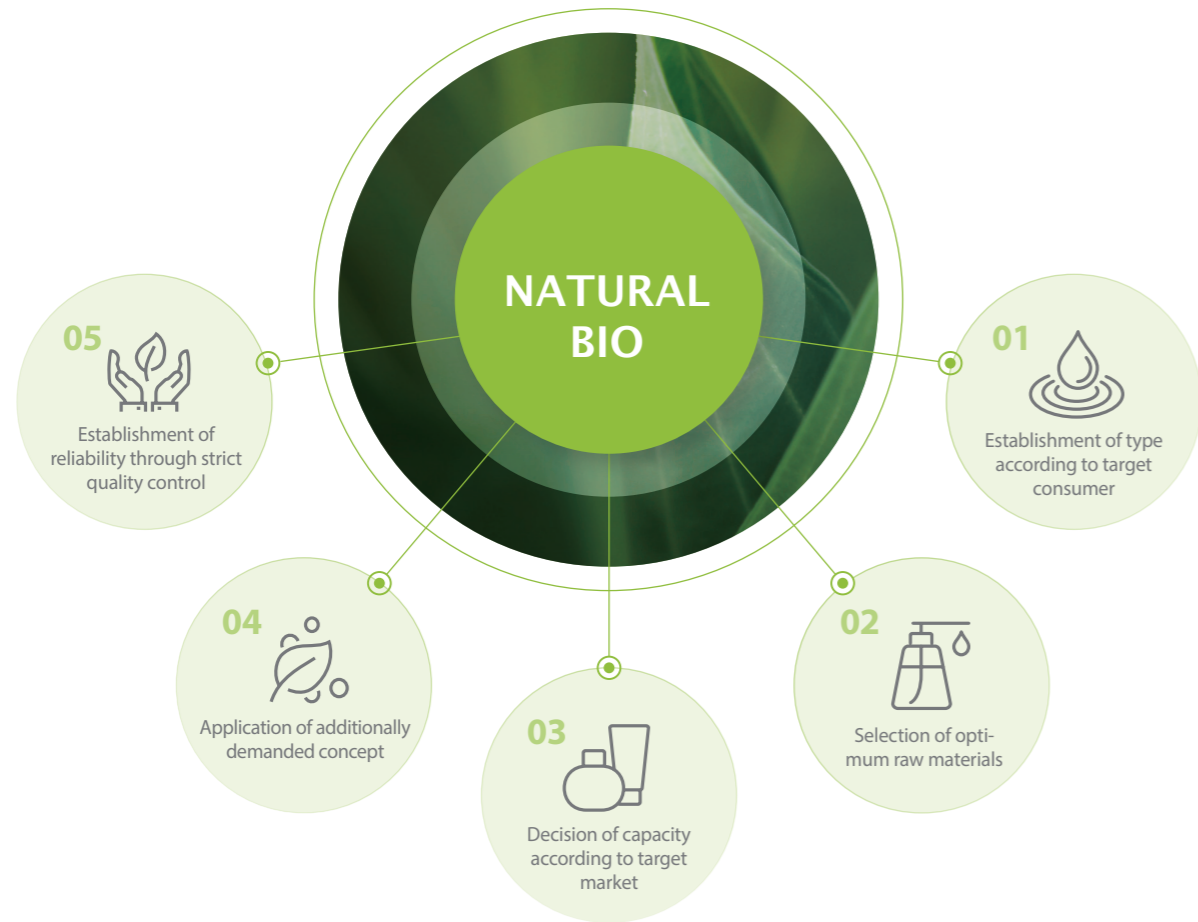 NATURAL
BIO
01
Establishment of type
according to target
consumer
02
Selection of opti-
mum raw materials
03
Decision of capacity
according to target
market
04
Application of additionally
demanded concept
05
Establishment of
reliability through strict
quality control